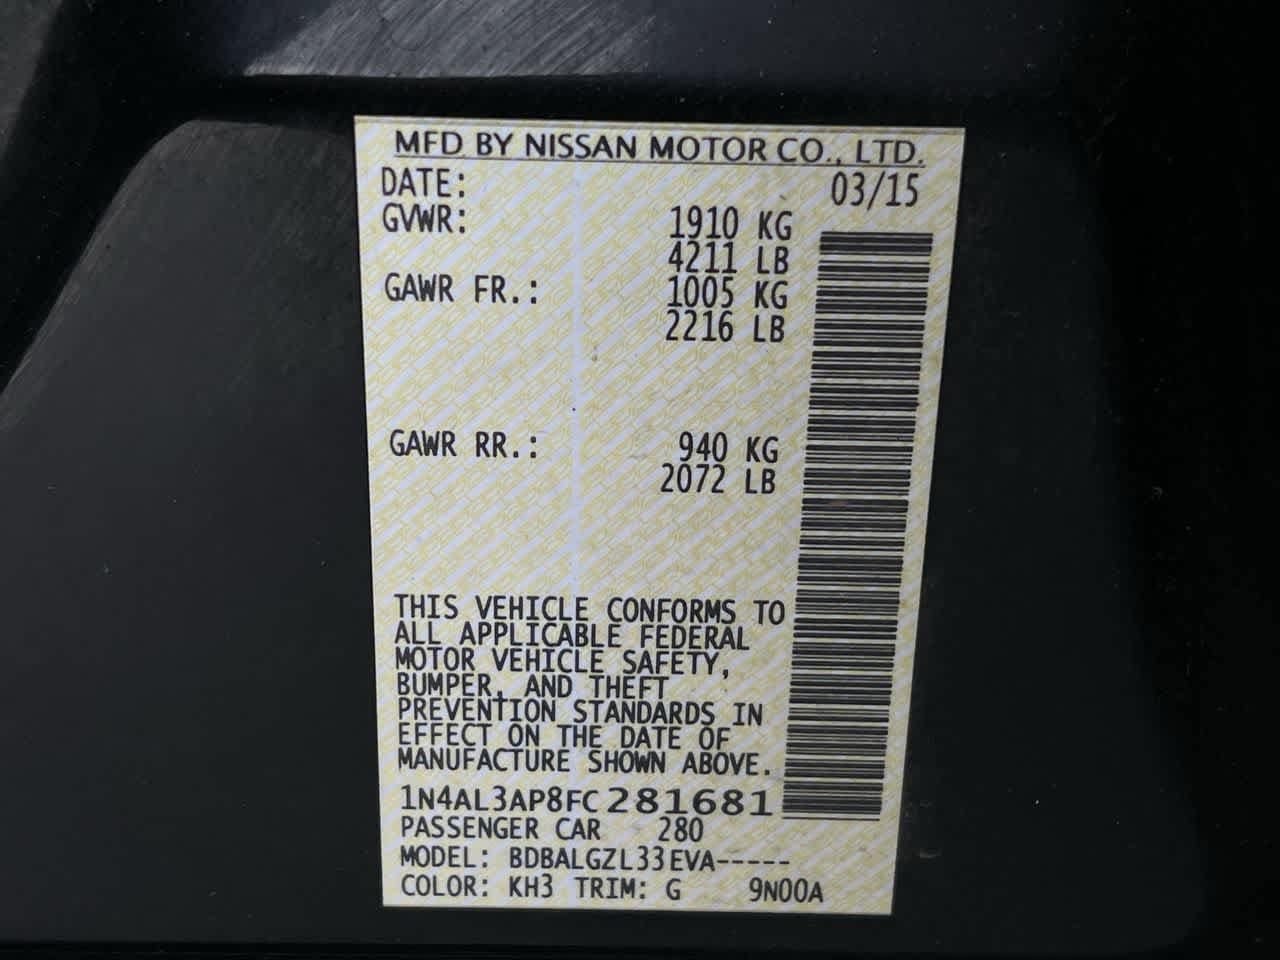 MFD BY NISSAN MOTOR CO., LTD.
DATE: 03/15
GVWR: 1910 KG
4211 LB
GAWR FR.: 1005 KG
2216 LB
GAWR RR.: 940 KG
2072 LB
THIS VEHICLE CONFORMS TO
ALL APPLICABLE FEDERAL
MOTOR VEHICLE SAFETY,
BUMPER, AND THEFT
PREVENTION STANDARDS IN
EFFECT ON THE DATE OF
MANUFACTURE SHOWN ABOVE.
1N4AL3AP8FC281681
PASSENGER CAR 280
MODEL: BDBALGZL33EVA-----
COLOR: KH3 TRIM: G 9N00A